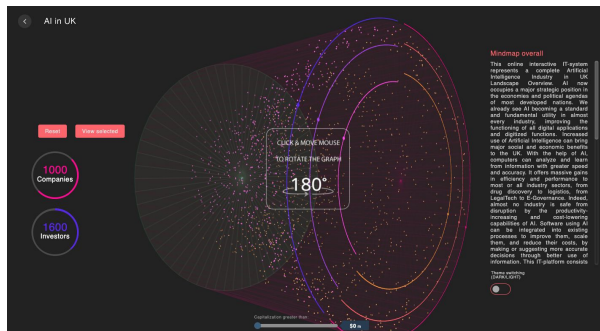 AI in UK
Mindmap overall
This online interactive IT-system
represents a complete Artificial
Intelligence Industry in UK
Landscape Overview. AI now
occupies a major strategic position in
the economies and political agendas
of most developed nations. We
already see AI becoming a standard
and fundamental utility in almost
every industry, improving the
functioning of all digital applications
and digitized functions. Increased
use of Artificial Intelligence can bring
major social and economic benefits
to the UK. With the help of AI,
computers can analyze and learn
from information with greater speed
and accuracy. It offers massive gains
in efficiency and performance to
most or all industry sectors, from
drug discovery to logistics, from
LegalTech to E-Governance. Indeed,
almost no industry is safe from
disruption by the productivity-
increasing and cost-lowering
capabilities of AI. Software using AI
can be integrated into existing
processes to improve them, scale
them, and reduce their costs, by
making or suggesting more accurate
decisions through better use of
information. This IT-platform consists
Reset
View selected
1000
Companies
1600
Investors
CLICK & MOVE MOUSE
TO ROTATE THE GRAPH
180°
Theme switching
(DARK/LIGHT)
Capitalization greater than:
$0 m